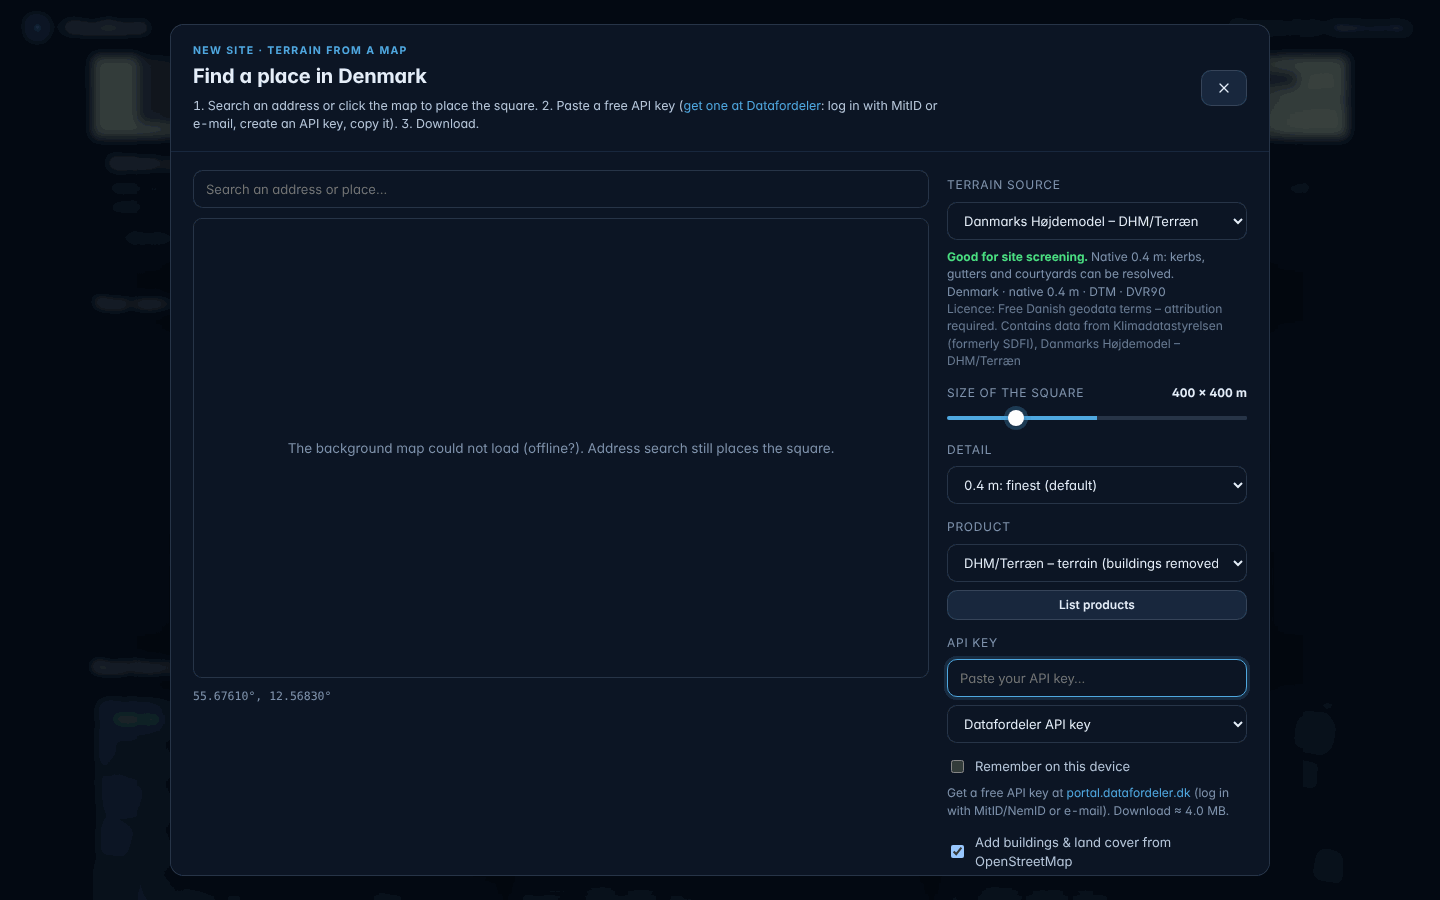 NEW SITE · TERRAIN FROM A MAP
Find a place in Denmark
1. Search an address or click the map to place the square. 2. Paste a free API key (get one at Datafordeler: log in with MitID or
e-mail, create an API key, copy it). 3. Download.
×
Search an address or place...
The background map could not load (offline?). Address search still places the square.
55.67610°, 12.56830°
TERRAIN SOURCE
Danmarks Højdemodel – DHM/Terræn
Good for site screening. Native 0.4 m: kerbs,
gutters and courtyards can be resolved.
Denmark · native 0.4 m · DTM · DVR90
Licence: Free Danish geodata terms – attribution
required. Contains data from Klimadatastyrelsen
(formerly SDFI), Danmarks Højdemodel –
DHM/Terræn
SIZE OF THE SQUARE 400 × 400 m
DETAIL
0.4 m: finest (default)
PRODUCT
DHM/Terræn – terrain (buildings removed
List products
API KEY
Paste your API key...
Datafordeler API key
Remember on this device
Get a free API key at portal.datafordeler.dk (log in
with MitID/NemID or e-mail). Download ≈ 4.0 MB.
Add buildings & land cover from
OpenStreetMap